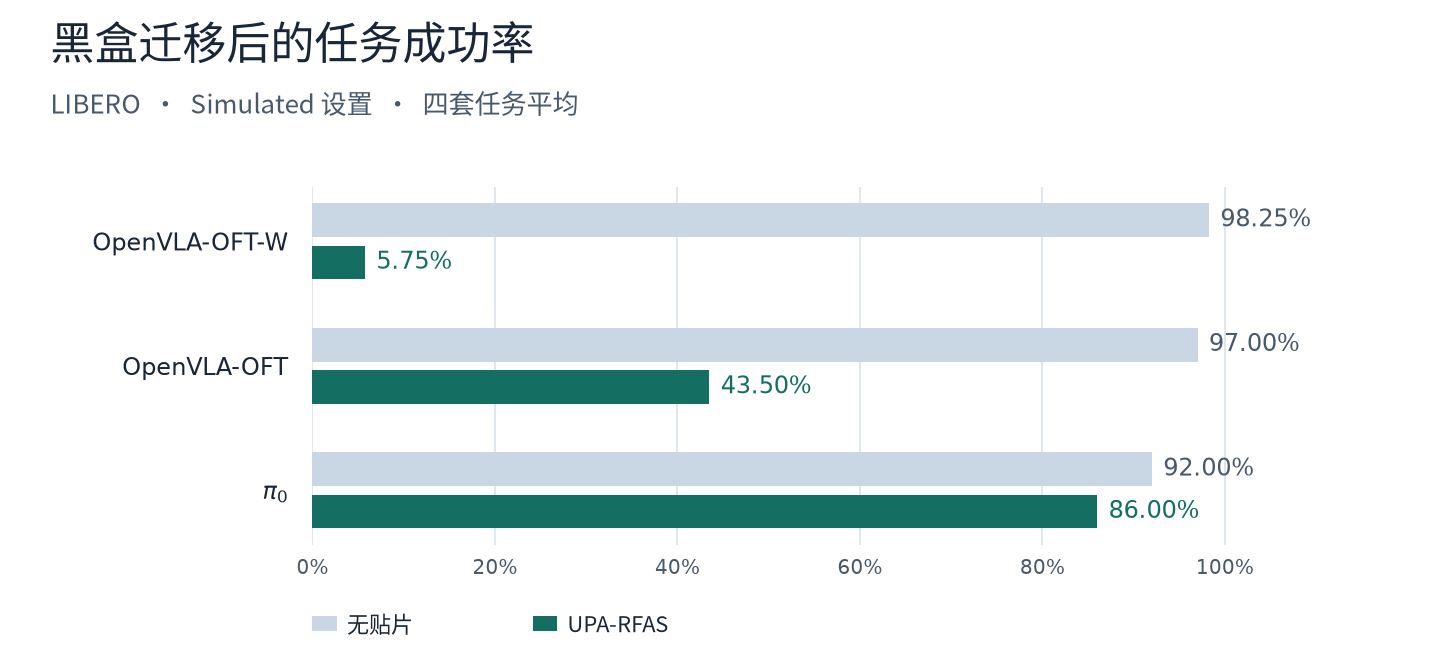 黑盒迁移后的任务成功率
LIBERO • Simulated 设置 • 四套任务平均
OpenVLA-OFT-W
98.25%
5.75%
OpenVLA-OFT
97.00%
43.50%
π₀
92.00%
86.00%
0% 20% 40% 60% 80% 100%
无贴片 UPA-RFAS